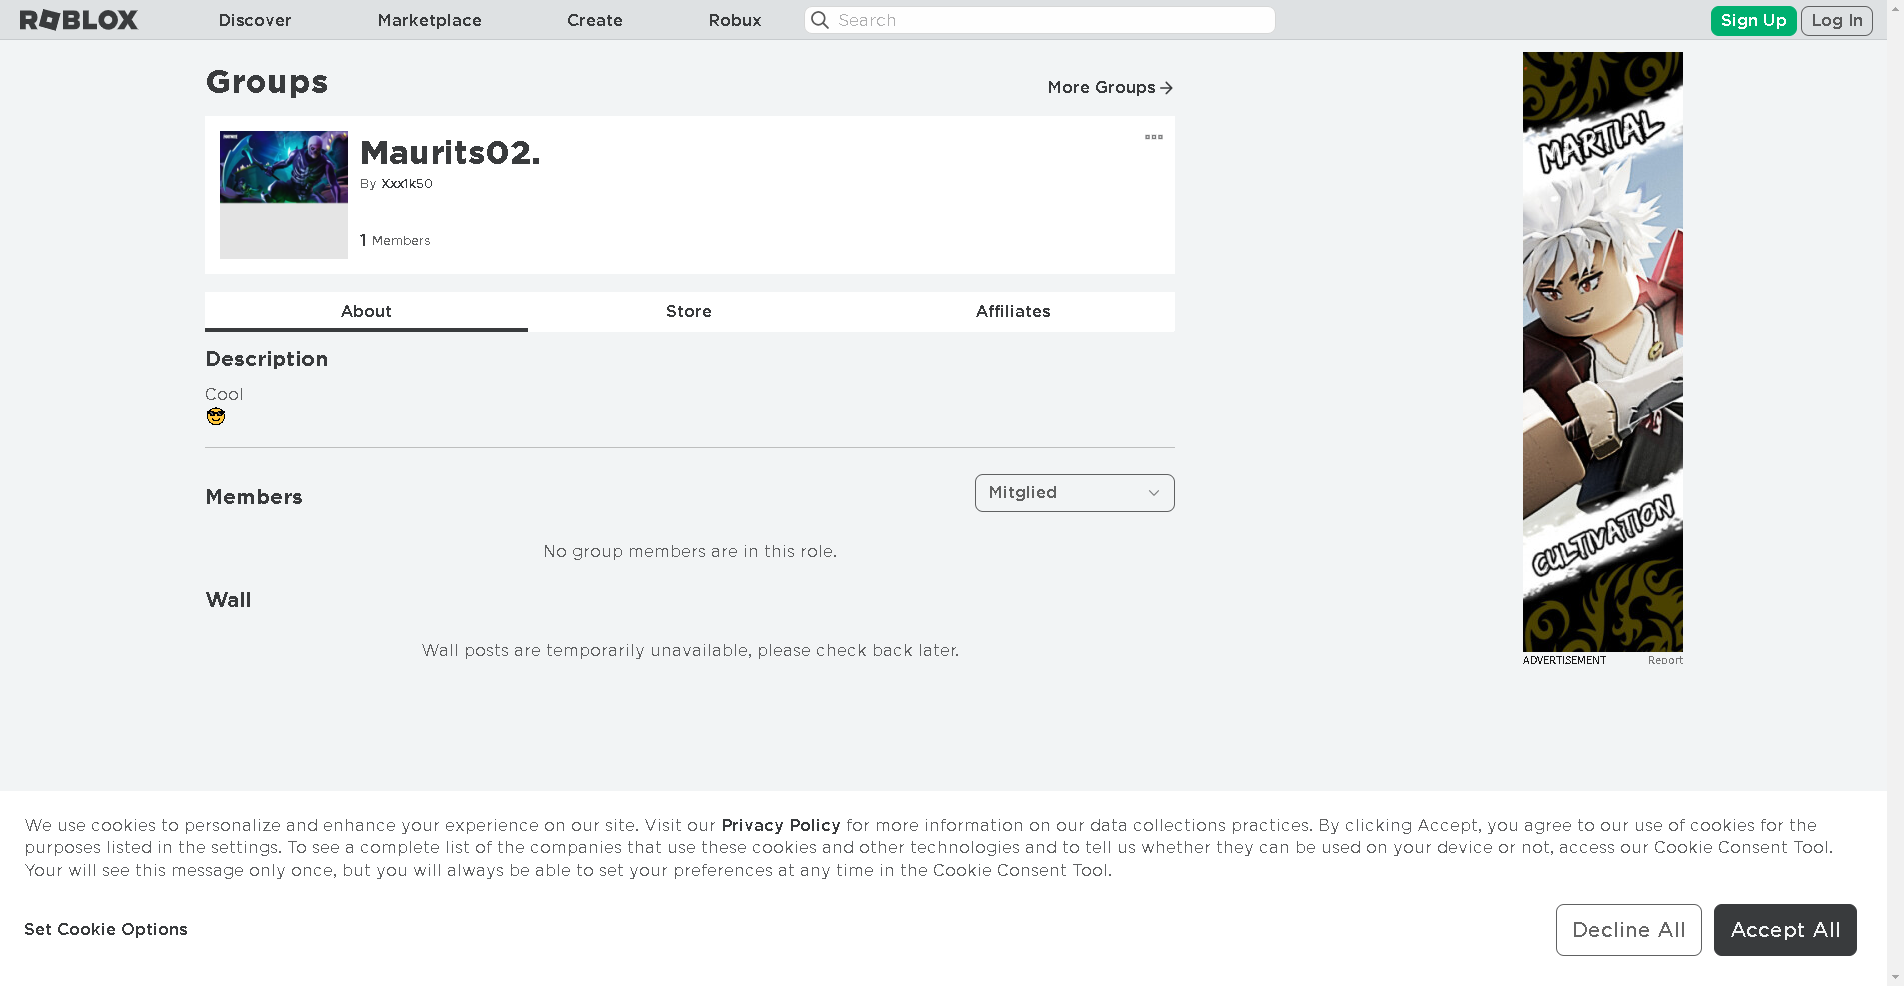 ROBLOX Discover Marketplace Create Robux Search Sign Up Log In
Groups
More Groups
Maurits02.
By Xxx1k50
1 Members
About Store Affiliates
Description
Cool
😎
Members
Mitglied
No group members are in this role.
Wall
Wall posts are temporarily unavailable, please check back later.
MARTIAL
CULTIVATION
ADVERTISEMENT Report
We use cookies to personalize and enhance your experience on our site. Visit our Privacy Policy for more information on our data collections practices. By clicking Accept, you agree to our use of cookies for the
purposes listed in the settings. To see a complete list of the companies that use these cookies and other technologies and to tell us whether they can be used on your device or not, access our Cookie Consent Tool.
Your will see this message only once, but you will always be able to set your preferences at any time in the Cookie Consent Tool.
Set Cookie Options
Decline All
Accept All